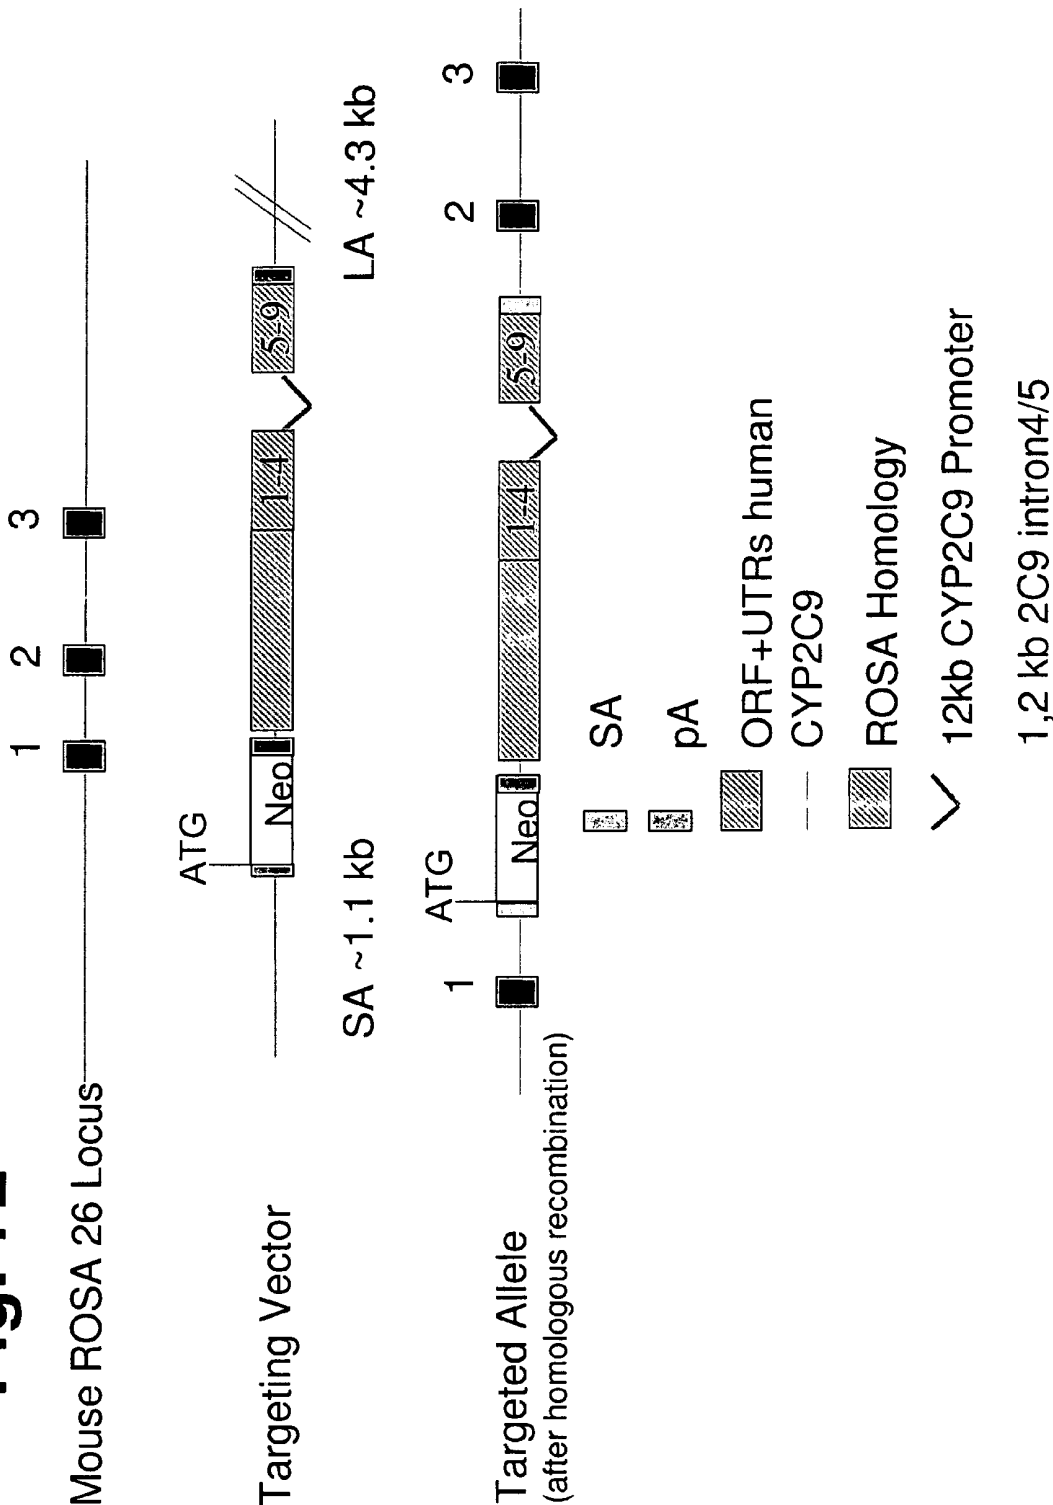 Mouse ROSA 26 Locus
1 2 3
Targeting Vector
ATG
Neo 1-4 5-9
SA ~1.1 kb LA ~4.3 kb
Targeted Allele
(after homologous recombination)
ATG
1 Neo 1-4 5-9 2 3
SA
pA
ORF+UTRs human
CYP2C9
ROSA Homology
12kb CYP2C9 Promoter
1,2 kb 2C9 intron4/5